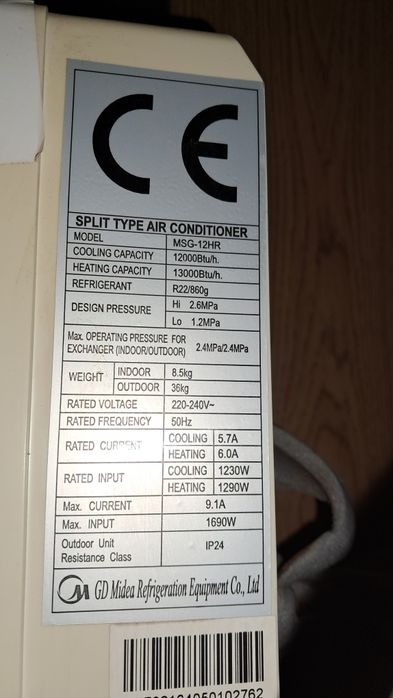 CE
SPLIT TYPE AIR CONDITIONER
MODEL MSG-12HR
COOLING CAPACITY 12000Btu/h.
HEATING CAPACITY 13000Btu/h.
REFRIGERANT R22/860g
DESIGN PRESSURE Hi 2.6MPa
Lo 1.2MPa
Max. OPERATING PRESSURE FOR
EXCHANGER (INDOOR/OUTDOOR) 2.4MPa/2.4MPa
WEIGHT INDOOR 8.5kg
OUTDOOR 36kg
RATED VOLTAGE 220-240V~
RATED FREQUENCY 50Hz
RATED CURRENT COOLING 5.7A
HEATING 6.0A
RATED INPUT COOLING 1230W
HEATING 1290W
Max. CURRENT 9.1A
Max. INPUT 1690W
Outdoor Unit
Resistance Class IP24
GD Midea Refrigeration Equipment Co., Ltd